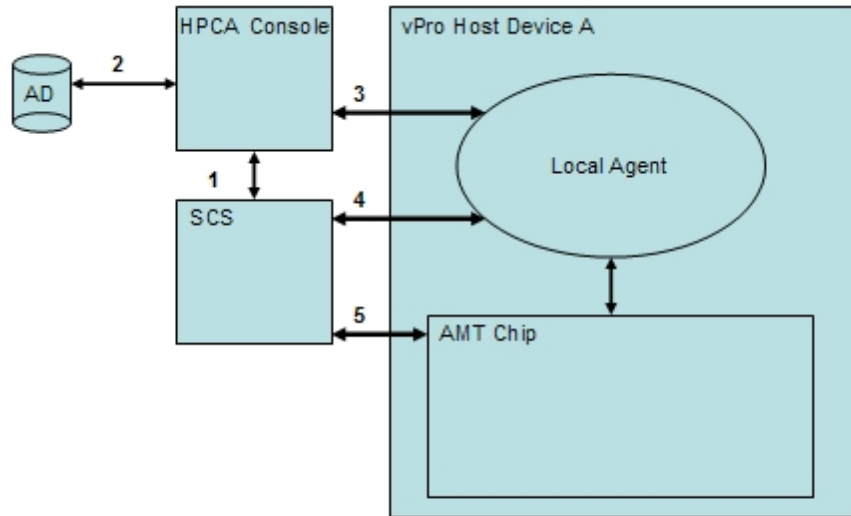 HPCA Console
vPro Host Device A
2
AD
3
Local Agent
1
4
SCS
5
AMT Chip